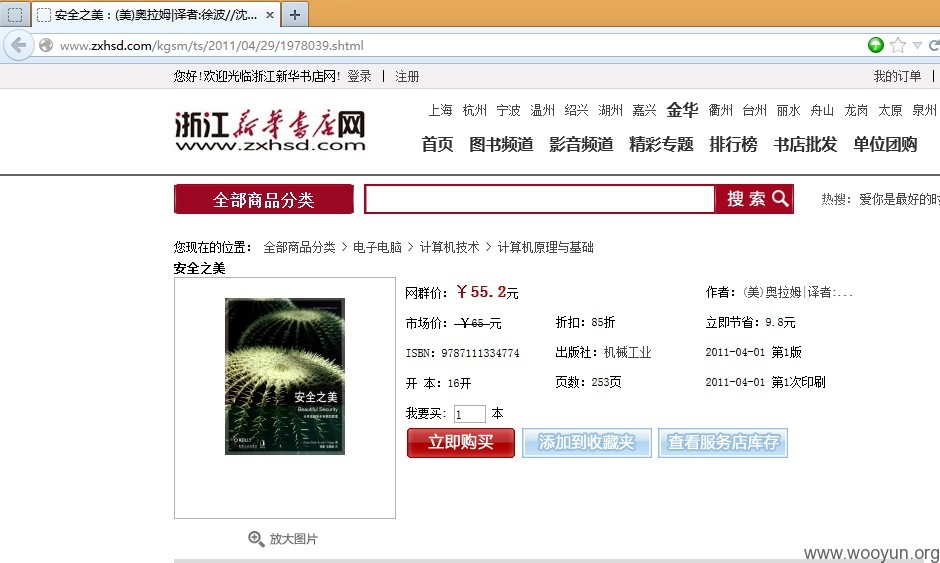 安全之美：(美)奥拉姆|译者:徐波//沈...
www.zxhsd.com/kgsm/ts/2011/04/29/1978039.shtml
您好!欢迎光临浙江新华书店网! 登录 | 注册 我的订单 |
浙江新华书店网
www.zxhsd.com
上海 杭州 宁波 温州 绍兴 湖州 嘉兴 金华 衢州 台州 丽水 舟山 龙岗 太原 泉州
首页 图书频道 影音频道 精彩专题 排行榜 书店批发 单位团购
全部商品分类 搜索 热搜：爱你是最好的时
您现在的位置： 全部商品分类 > 电子电脑 > 计算机技术 > 计算机原理与基础
安全之美
安全之美
Beautiful Security
O'REILLY
网群价：￥55.2元 作者：(美)奥拉姆|译者:...
市场价：￥65 元 折扣：85折 立即节省：9.8元
ISBN：9787111334774 出版社：机械工业 2011-04-01 第1版
开 本：16开 页数：253页 2011-04-01 第1次印刷
我要买：1 本
立即购买 添加到收藏夹 查看服务店库存
放大图片
www.wooyun.org